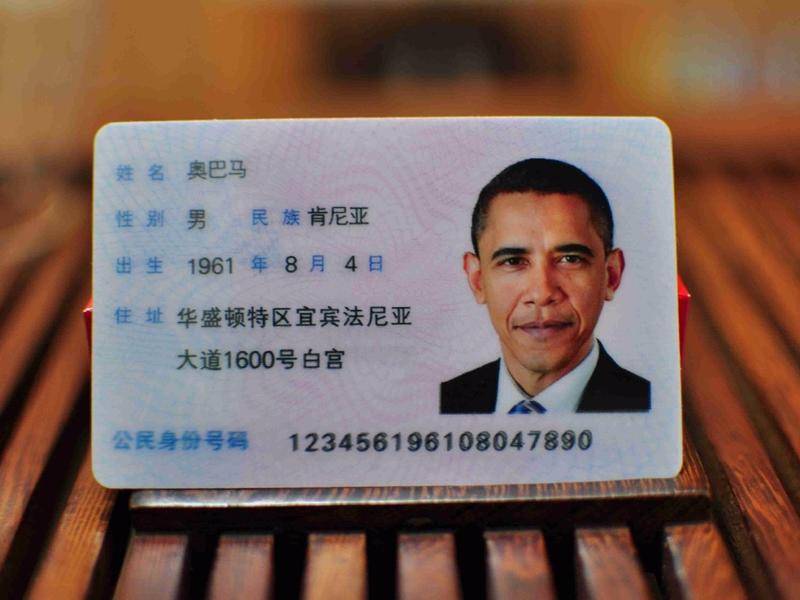 姓名 奥巴马
性别 男 民族 肯尼亚
出生 1961 年 8 月 4 日
住址 华盛顿特区宜宾法尼亚
大道1600号白宫
公民身份号码 123456196108047890